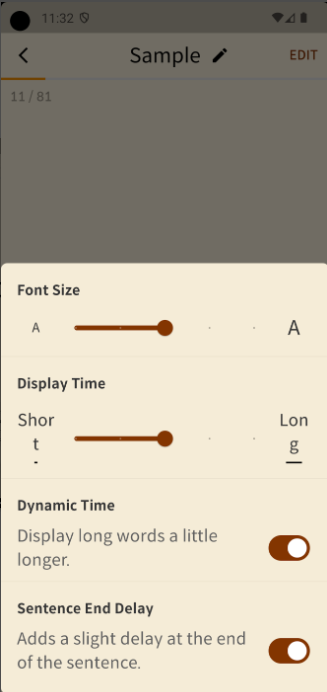 11:32
Sample
EDIT
11 / 81
Font Size
A
A
Display Time
Shor
t
Lon
g
Dynamic Time
Display long words a little
longer.
Sentence End Delay
Adds a slight delay at the end
of the sentence.